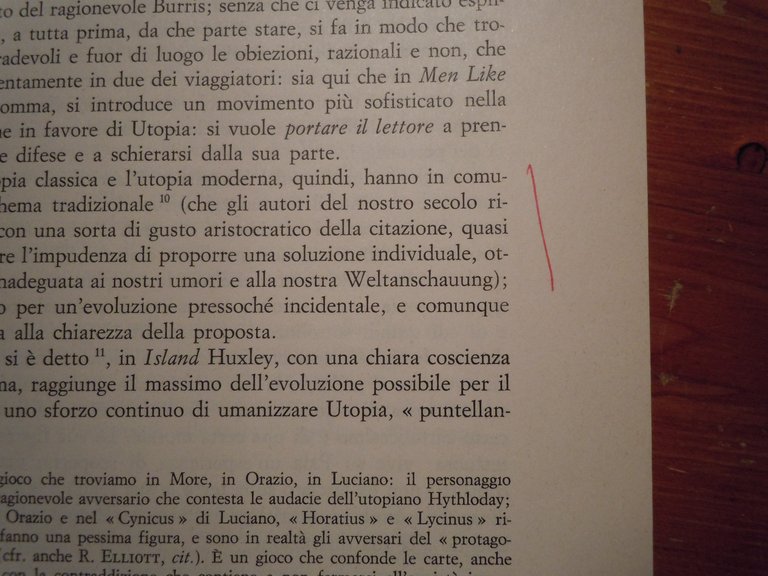 to del ragionevole Burris; senza che ci venga indicato
, a tutta prima, da che parte stare, si fa in modo che tro-
radevoli e fuor di luogo le obiezioni, razionali e non, che
entamente in due dei viaggiatori: sia qui che in Men Like
omma, si introduce un movimento più sofisticato nella
e in favore di Utopia: si vuole portare il lettore a pren-
e difese e a schierarsi dalla sua parte.
pia classica e l'utopia moderna, quindi, hanno in comu-
hema tradizionale 10 (che gli autori del nostro secolo ri-
con una sorta di gusto aristocratico della citazione, quasi
re l'impudenza di proporre una soluzione individuale, ot-
nadeguata ai nostri umori e alla nostra Weltanschauung);
o per un'evoluzione pressoché incidentale, e comunque
a alla chiarezza della proposta.
si è detto 11, in Island Huxley, con una chiara coscienza
na, raggiunge il massimo dell'evoluzione possibile per il
uno sforzo continuo di umanizzare Utopia, « puntellan-
gioco che troviamo in More, in Orazio, in Luciano: il personaggio
ragionevole avversario che contesta le audacie dell'utopiano Hythloday;
Orazio e nel « Cynicus » di Luciano, « Horatius » e « Lycinus » ri-
fanno una pessima figura, e sono in realtà gli avversari del « protago-
(cfr. anche R. ELLIOTT, cit.). È un gioco che confonde le carte, anche
con la contraddizione che contiene